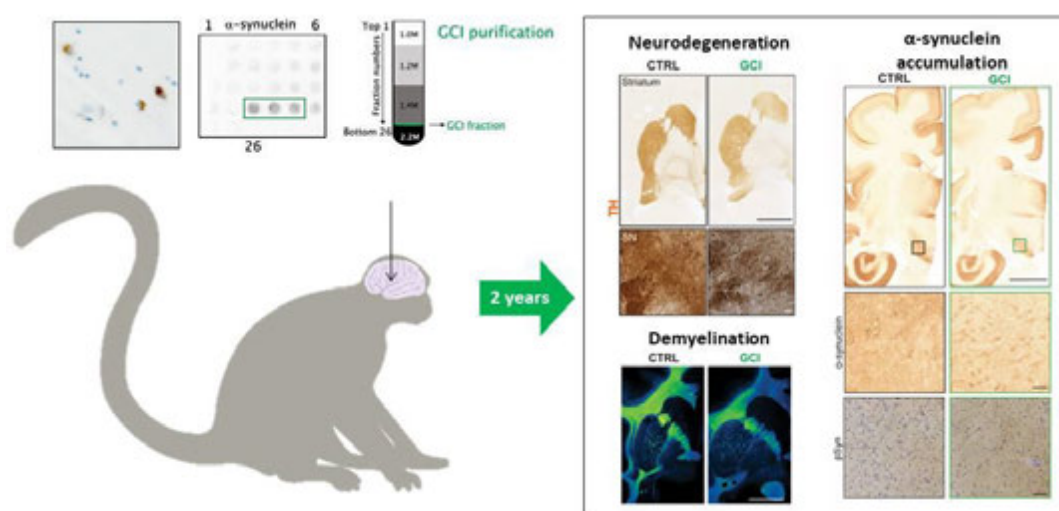 1 α-synuclein 6
26
Top 1
Fraction numbers
Bottom 26
1.0M
1.2M
1.4M
2.2M
GCI purification
GCI fraction
2 years
Neurodegeneration
CTRL GCI
Striatum
TH
SN
Demyelination
CTRL GCI
α-synuclein
accumulation
CTRL GCI
α-synuclein
pSyn